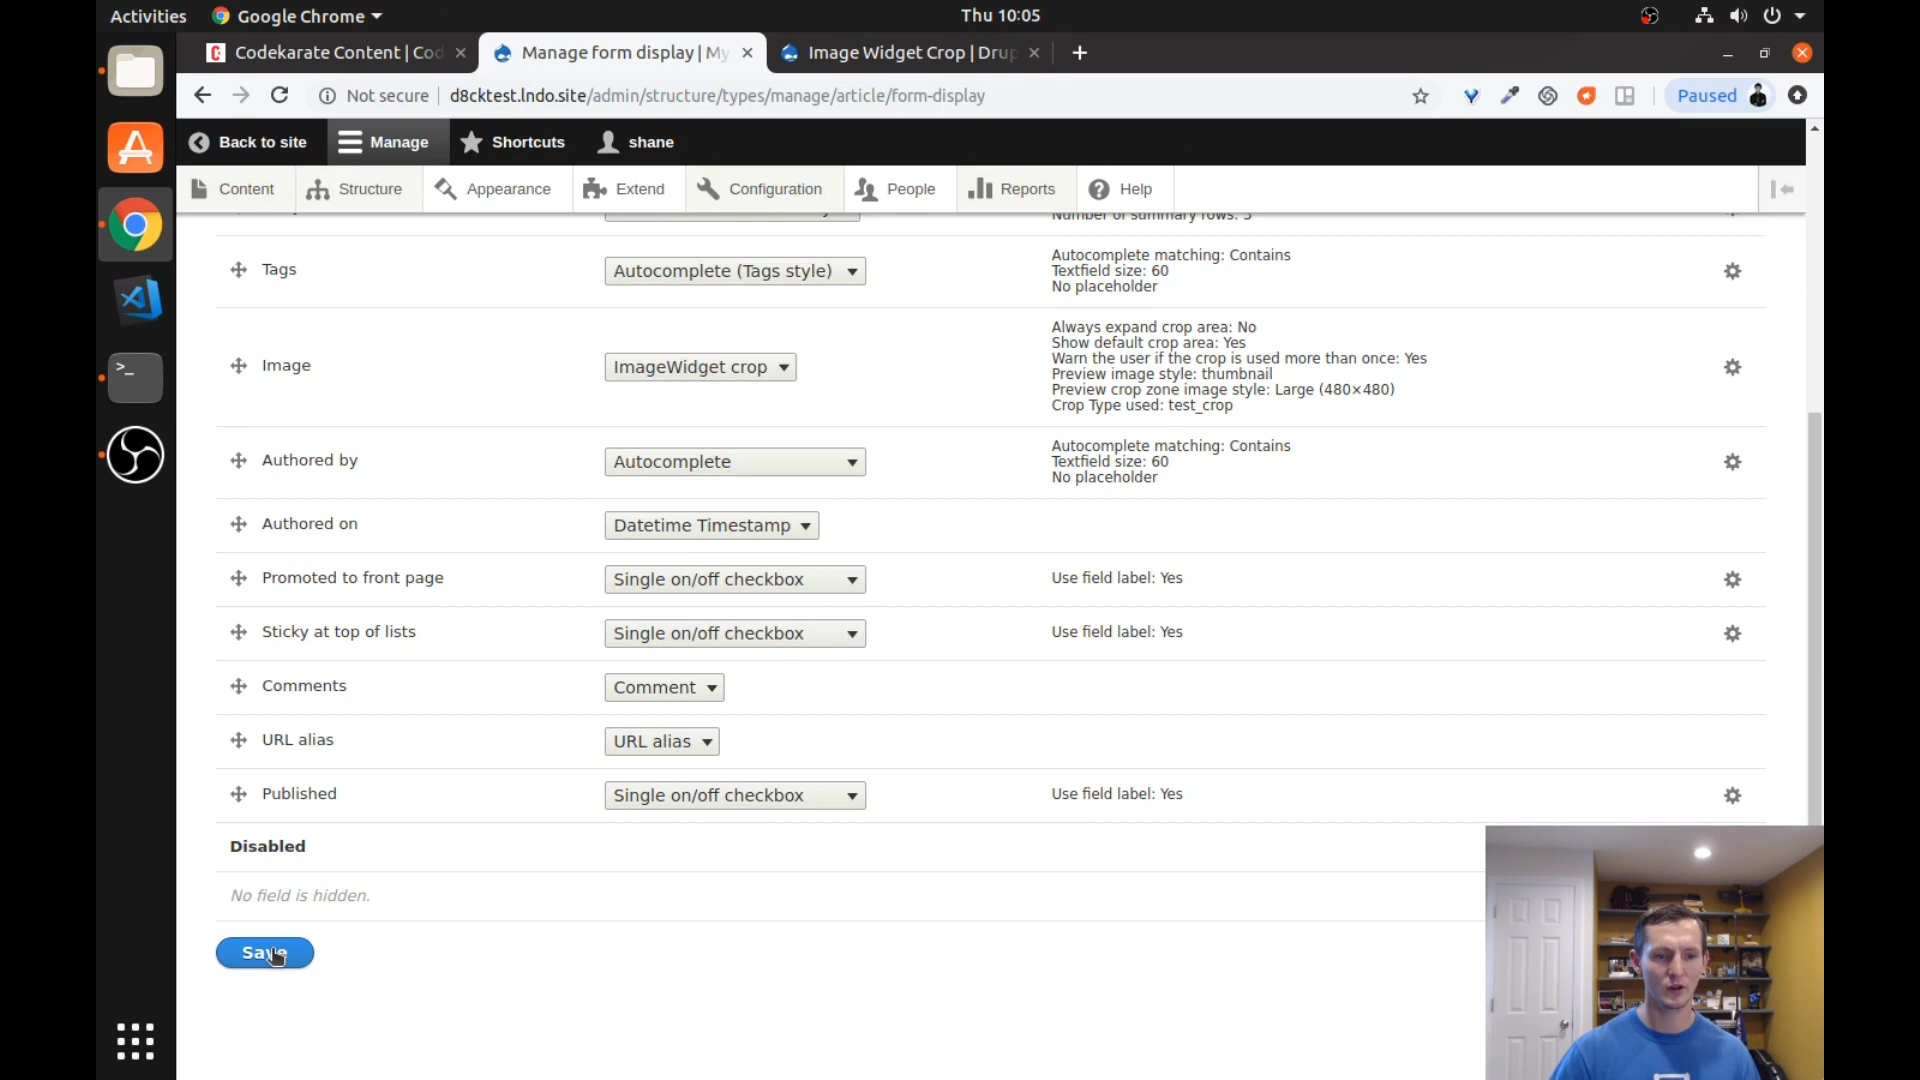 Activities Google Chrome Thu 10:05
Codekarate Content | Cod Manage form display | My Image Widget Crop | Drup
Not secure d8cktest.lndo.site/admin/structure/types/manage/article/form-display Paused
Back to site Manage Shortcuts shane
Content Structure Appearance Extend Configuration People Reports Help
Number of summary rows: 3
Tags Autocomplete (Tags style) Autocomplete matching: Contains
Textfield size: 60
No placeholder
Image ImageWidget crop Always expand crop area: No
Show default crop area: Yes
Warn the user if the crop is used more than once: Yes
Preview image style: thumbnail
Preview crop zone image style: Large (480×480)
Crop Type used: test_crop
Authored by Autocomplete Autocomplete matching: Contains
Textfield size: 60
No placeholder
Authored on Datetime Timestamp
Promoted to front page Single on/off checkbox Use field label: Yes
Sticky at top of lists Single on/off checkbox Use field label: Yes
Comments Comment
URL alias URL alias
Published Single on/off checkbox Use field label: Yes
Disabled
No field is hidden.
Save